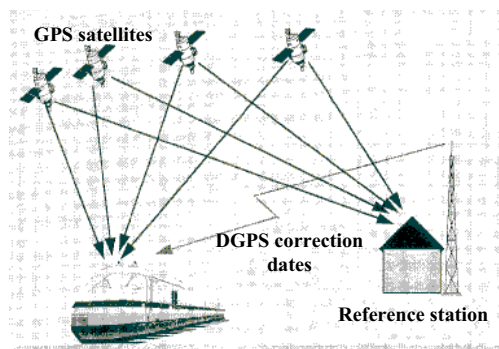 GPS satellites
DGPS correction
dates
Reference station